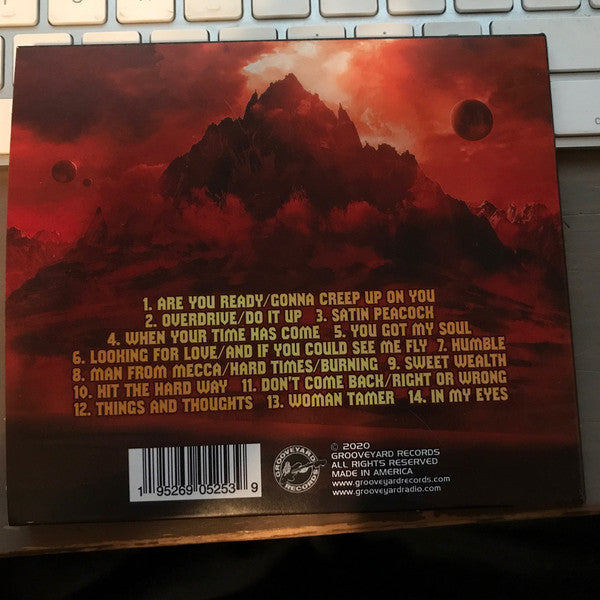 1. ARE YOU READY/GONNA CREEP UP ON YOU
2. OVERDRIVE/DO IT UP 3. SATIN PEACOCK
4. WHEN YOUR TIME HAS COME 5. YOU GOT MY SOUL
6. LOOKING FOR LOVE/AND IF YOU COULD SEE ME FLY 7. HUMBLE
8. MAN FROM MECCA/HARD TIMES/BURNING 9. SWEET WEALTH
10. HIT THE HARD WAY 11. DON'T COME BACK/RIGHT OR WRONG
12. THINGS AND THOUGHTS 13. WOMAN TAMER 14. IN MY EYES
1 95269 05253 9
GROOVEYARD
RECORDS
© 2020
GROOVEYARD RECORDS
ALL RIGHTS RESERVED
MADE IN AMERICA
www.grooveyardrecords.com
www.grooveyardradio.com